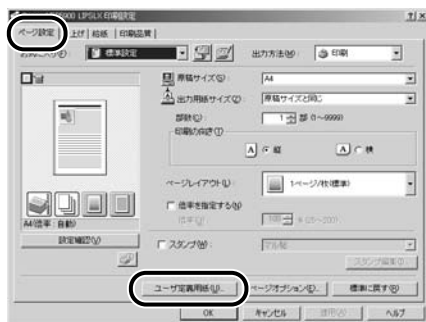 LIPSLX 印刷設定
ページ設定 上げ 給紙 印刷品質
標準設定 出力方法(M): 印刷
原稿サイズ(S): A4
出力用紙サイズ(Z): 原稿サイズと同じ
部数(C): 1 部 (1~9999)
印刷の向き(T)
A 縦 A 横
ページレイアウト(L): 1ページ/枚(標準)
倍率を指定する(N)
A4(倍率:自動) 倍率(J): 100 % (25~200)
設定確認(V) スタンプ(W): マル秘
スタンプ編集(I)...
ユーザ定義用紙(U)... ページオプション(E)... 標準に戻す(R)
OK キャンセル 適用(A) ヘルプ